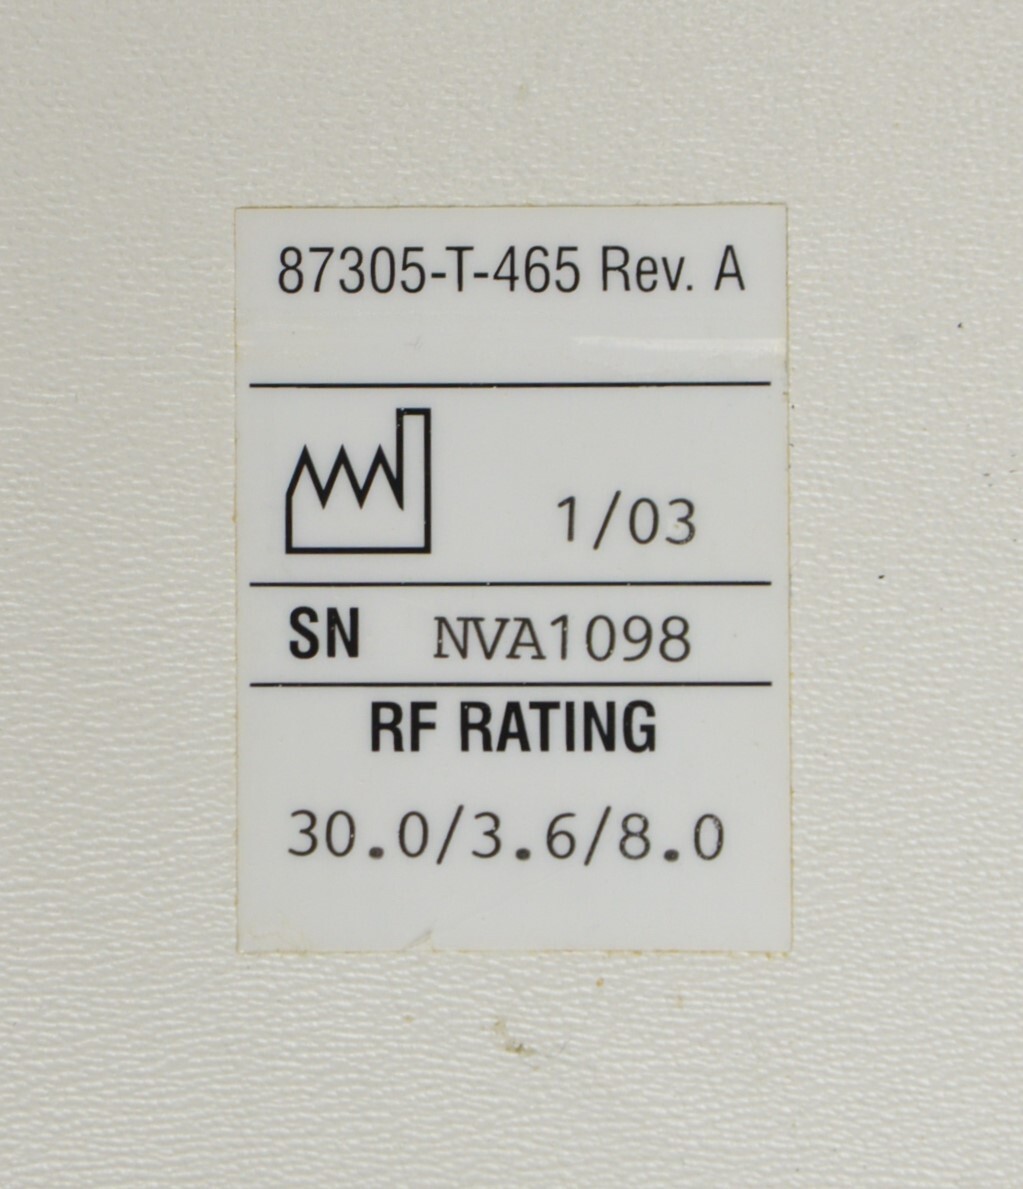 87305-T-465 Rev. A
1/03
SN NVA1098
RF RATING
30.0/3.6/8.0